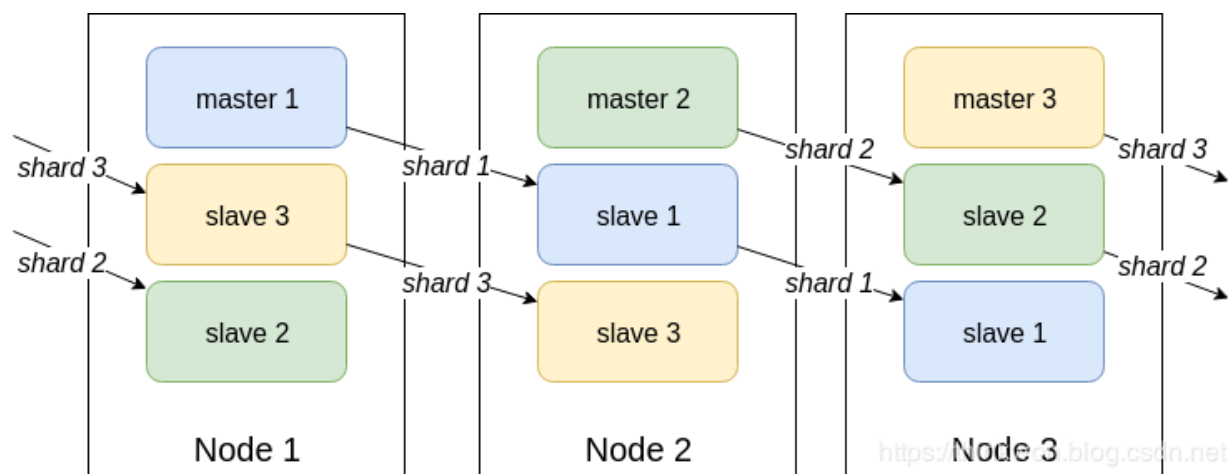 master 1
master 2
master 3
shard 3
shard 1
shard 2
shard 3
slave 3
slave 1
slave 2
shard 2
shard 3
shard 1
shard 2
slave 2
slave 3
slave 1
Node 1
Node 2
Node 3